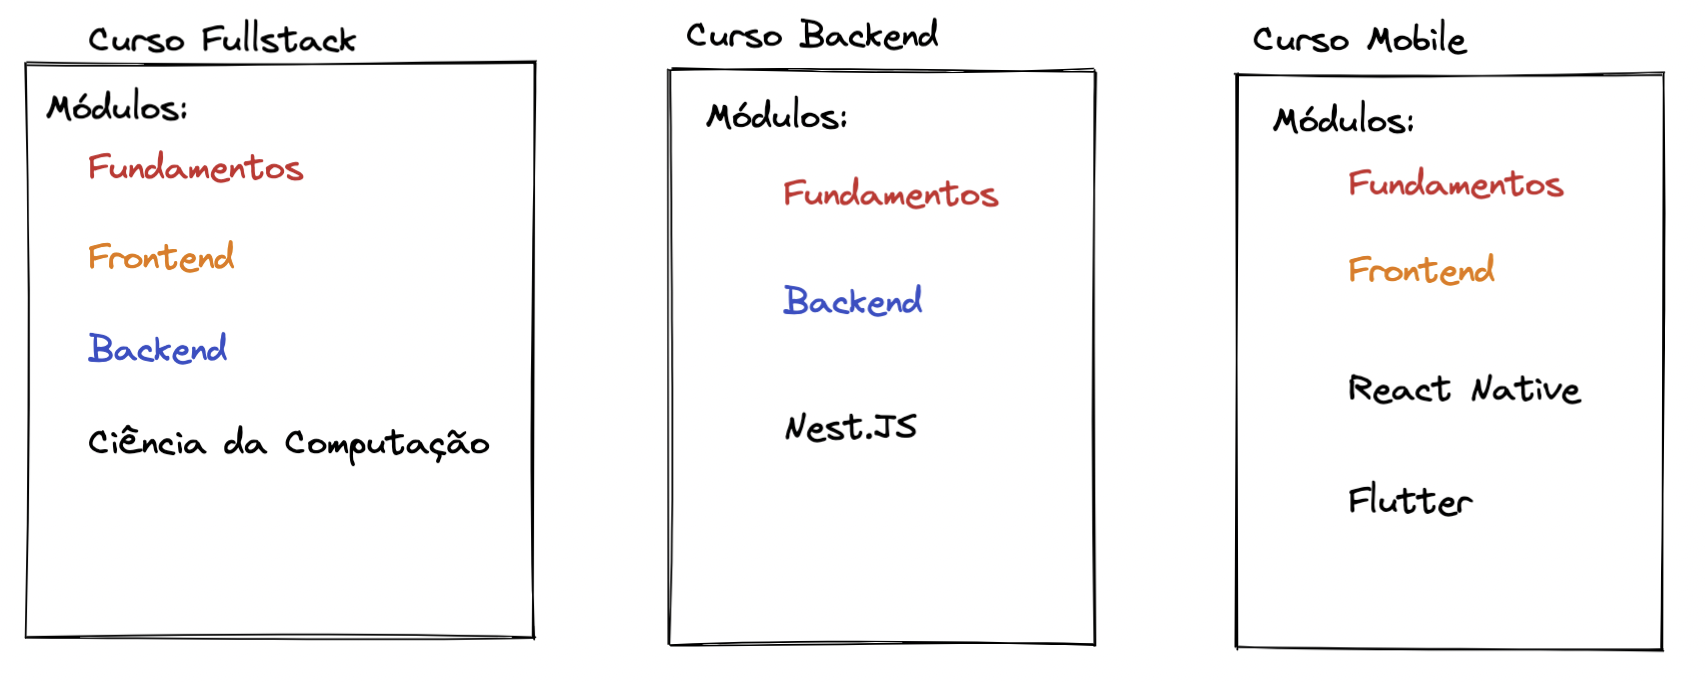 Curso Fullstack
Módulos:
Fundamentos
Frontend
Backend
Ciência da Computação
Curso Backend
Módulos:
Fundamentos
Backend
Nest.JS
Curso Mobile
Módulos:
Fundamentos
Frontend
React Native
Flutter